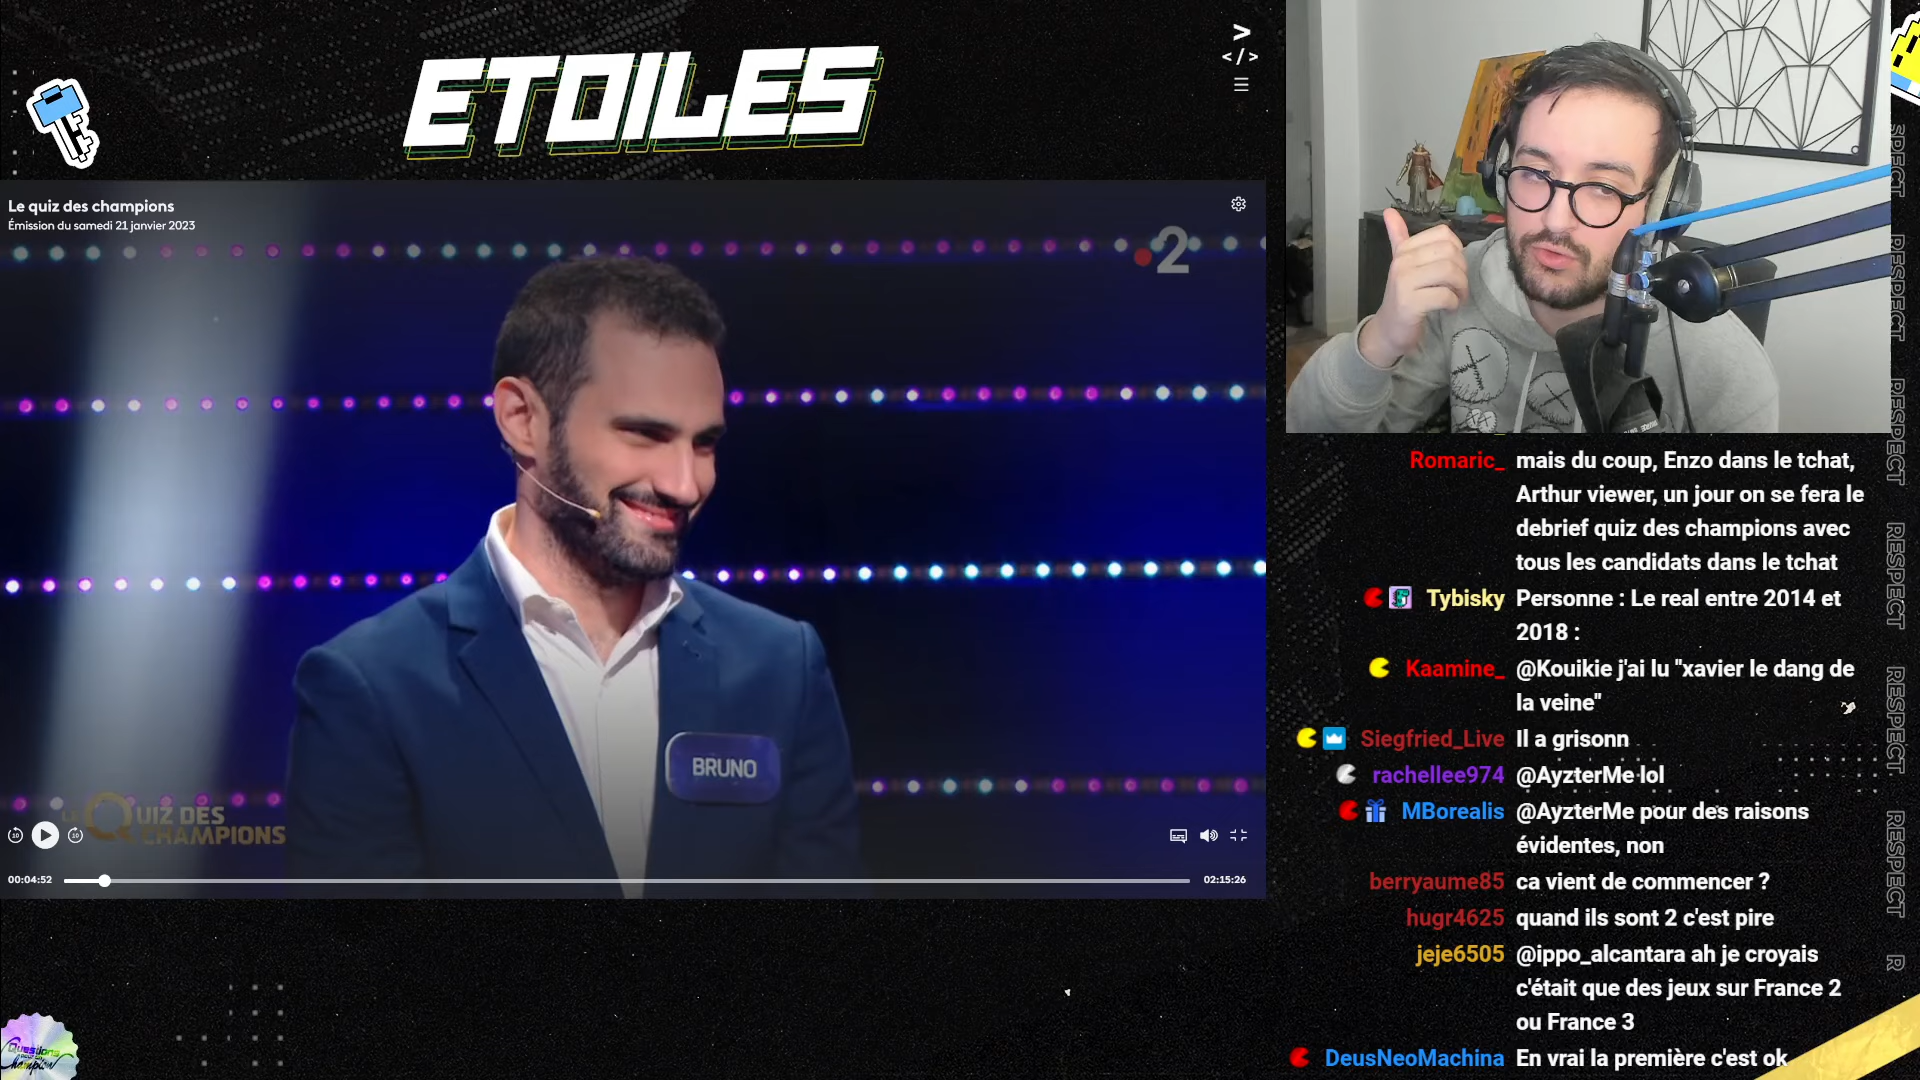 ETOILES
>
</>
Le quiz des champions
Émission du samedi 21 janvier 2023
2
BRUNO
LE QUIZ DES
CHAMPIONS
10
10
00:04:52
02:15:26
Romaric_ mais du coup, Enzo dans le tchat,
Arthur viewer, un jour on se fera le
debrief quiz des champions avec
tous les candidats dans le tchat
Tybisky Personne : Le real entre 2014 et
2018 :
Kaamine_ @Kouikie j'ai lu "xavier le dang de
la veine"
Siegfried_Live Il a grisonn
rachellee974 @AyzterMe lol
MBorealis @AyzterMe pour des raisons
évidentes, non
berryaume85 ca vient de commencer ?
hugr4625 quand ils sont 2 c'est pire
jeje6505 @ippo_alcantara ah je croyais
c'était que des jeux sur France 2
ou France 3
DeusNeoMachina En vrai la première c'est ok
RESPECT
RESPECT
RESPECT
RESPECT
RESPECT
RESPECT
Questions
Champion